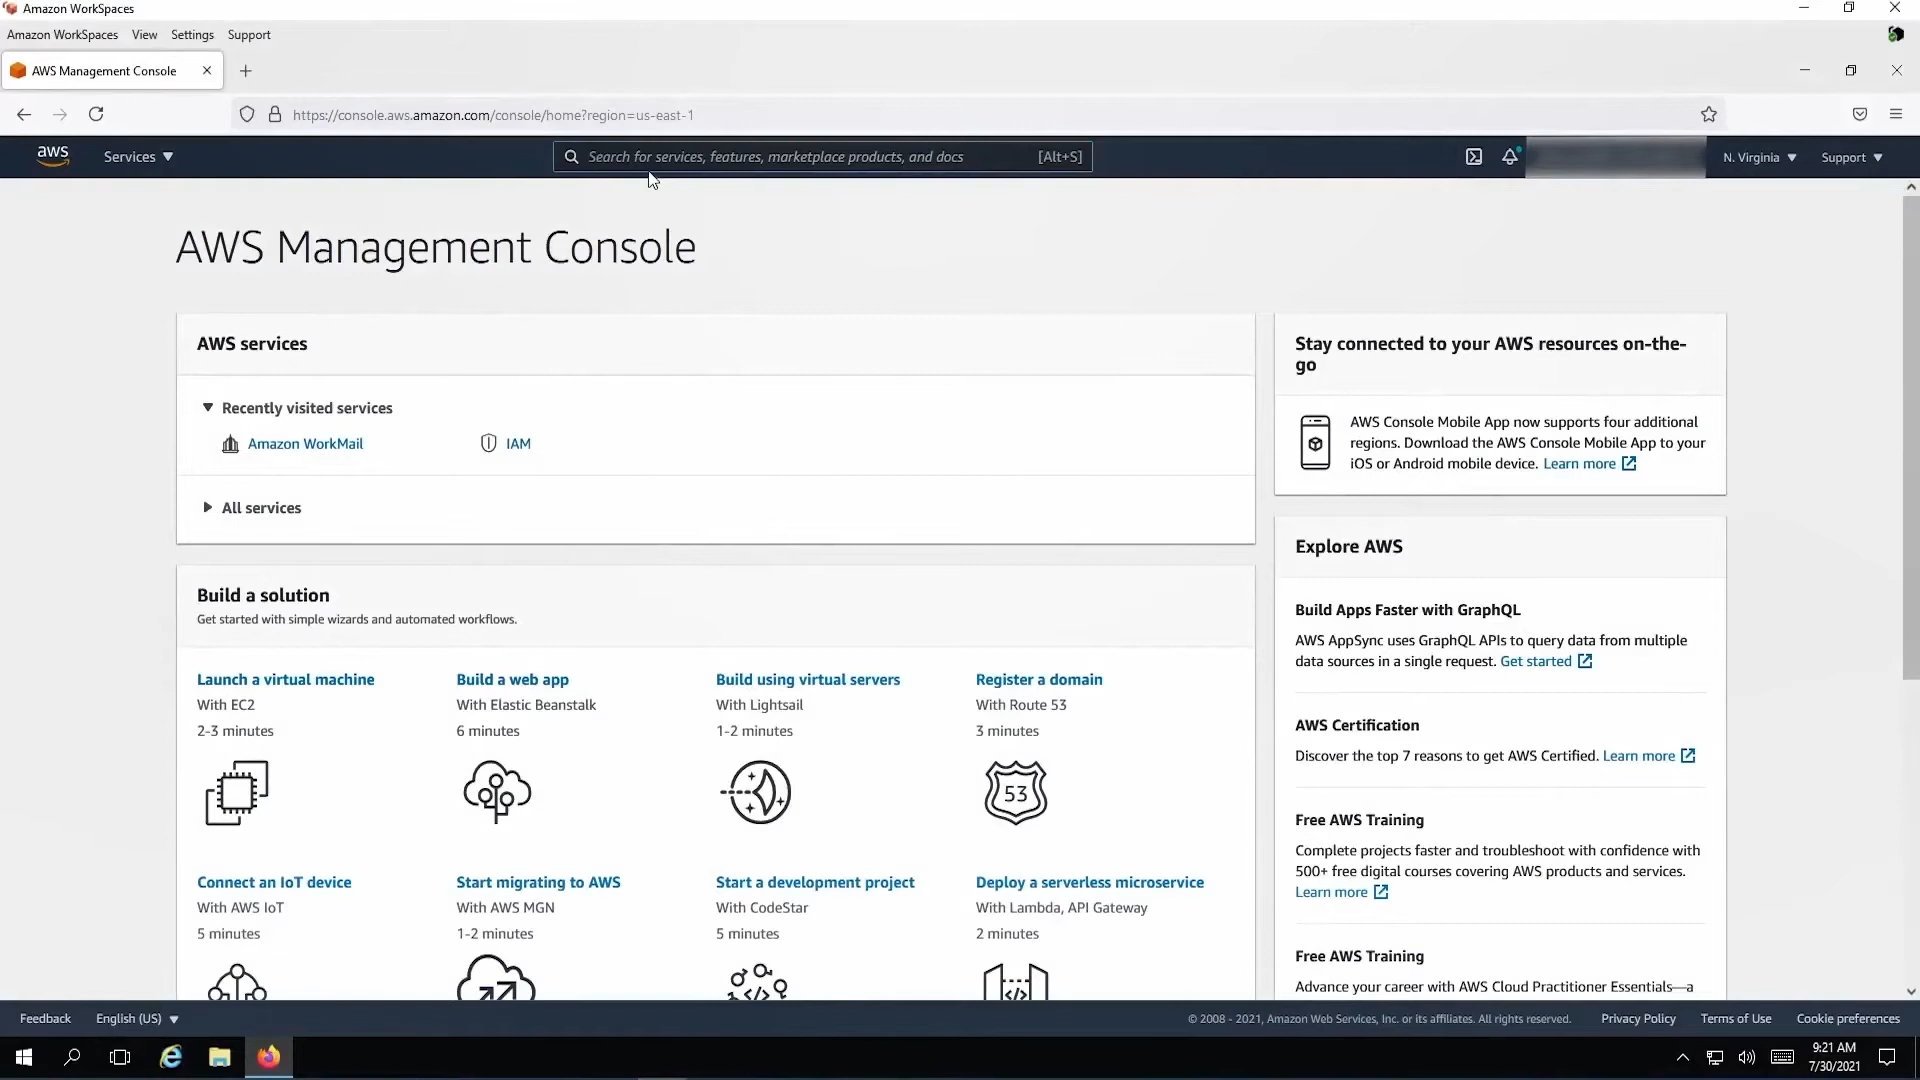 Amazon WorkSpaces
Amazon WorkSpaces View Settings Support
AWS Management Console
https://console.aws.amazon.com/console/home?region=us-east-1
aws Services Search for services, features, marketplace products, and docs [Alt+S] N. Virginia Support
AWS Management Console
AWS services
Recently visited services
Amazon WorkMail IAM
All services
Build a solution
Get started with simple wizards and automated workflows.
Launch a virtual machine
With EC2
2-3 minutes
Build a web app
With Elastic Beanstalk
6 minutes
Build using virtual servers
With Lightsail
1-2 minutes
Register a domain
With Route 53
3 minutes
53
Connect an IoT device
With AWS IoT
5 minutes
Start migrating to AWS
With AWS MGN
1-2 minutes
Start a development project
With CodeStar
5 minutes
Deploy a serverless microservice
With Lambda, API Gateway
2 minutes
Stay connected to your AWS resources on-the-
go
AWS Console Mobile App now supports four additional
regions. Download the AWS Console Mobile App to your
iOS or Android mobile device. Learn more
Explore AWS
Build Apps Faster with GraphQL
AWS AppSync uses GraphQL APIs to query data from multiple
data sources in a single request. Get started
AWS Certification
Discover the top 7 reasons to get AWS Certified. Learn more
Free AWS Training
Complete projects faster and troubleshoot with confidence with
500+ free digital courses covering AWS products and services.
Learn more
Free AWS Training
Advance your career with AWS Cloud Practitioner Essentials—a
Feedback English (US) © 2008 - 2021, Amazon Web Services, Inc. or its affiliates. All rights reserved. Privacy Policy Terms of Use Cookie preferences
9:21 AM
7/30/2021